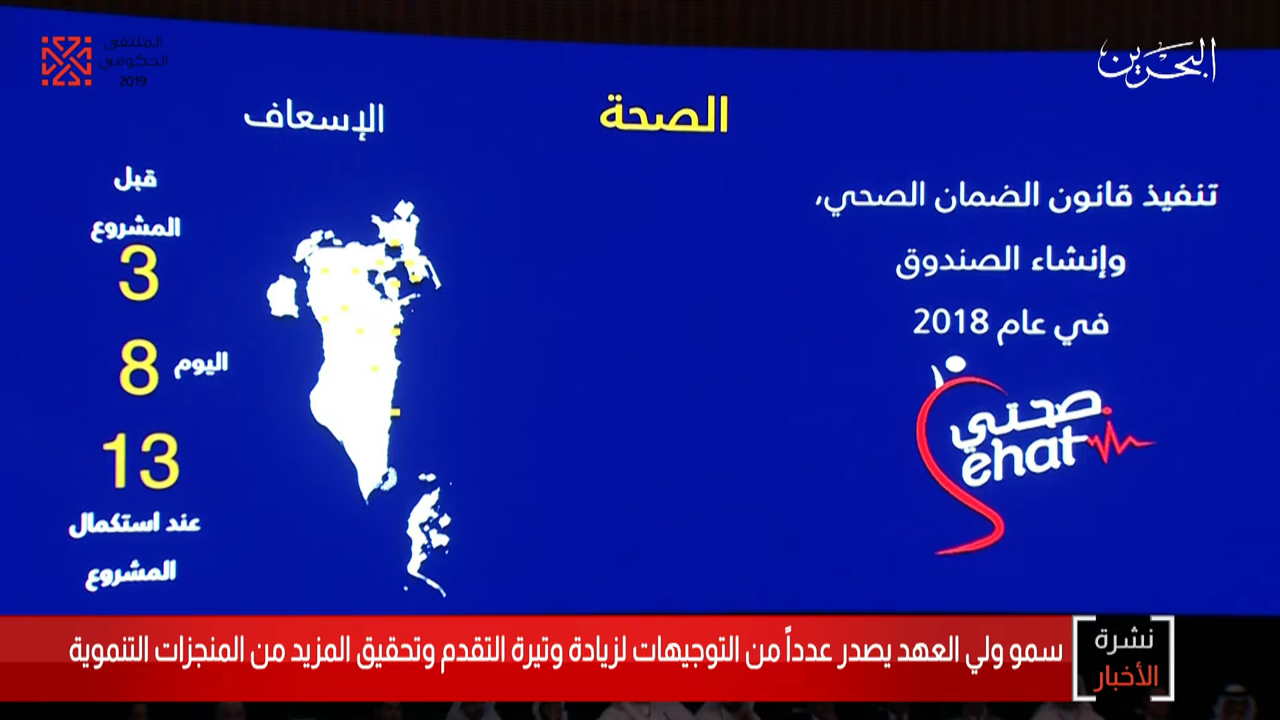 الملتقى
الحكومي
2019
البحرين
الصحة
تنفيذ قانون الضمان الصحي،
وإنشاء الصندوق
في عام 2018
صحتي
Sehati
الإسعاف
قبل
المشروع
3
8 اليوم
13
عند استكمال
المشروع
نشرة
الأخبار
سمو ولي العهد يصدر عدداً من التوجيهات لزيادة وتيرة التقدم وتحقيق المزيد من المنجزات التنموية